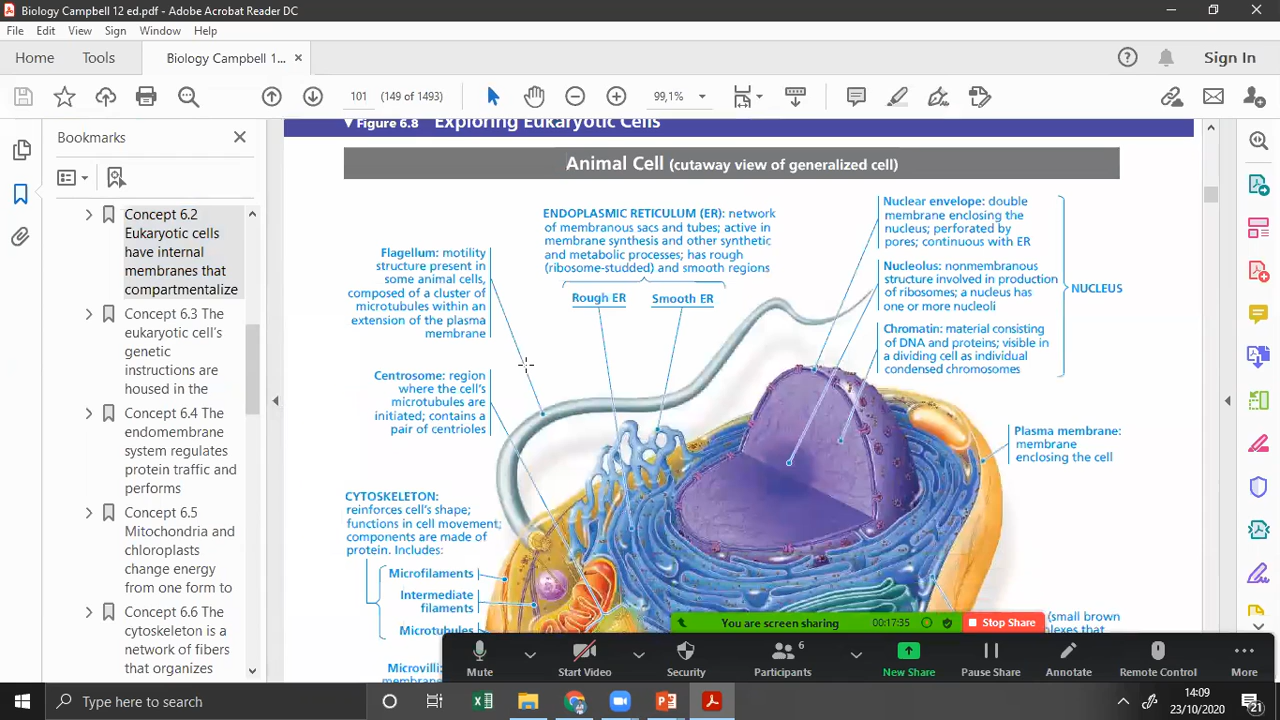 Biology Campbell 12 ed.pdf - Adobe Acrobat Reader DC
File Edit View Sign Window Help
Home Tools Biology Campbell 1... × Sign In
101 (149 of 1493) 99,1%
Bookmarks
Concept 6.2
Eukaryotic cells
have internal
membranes that
compartmentalize
Concept 6.3 The
eukaryotic cell's
genetic
instructions are
housed in the
Concept 6.4 The
endomembrane
system regulates
protein traffic and
performs
Concept 6.5
Mitochondria and
chloroplasts
change energy
from one form to
Concept 6.6 The
cytoskeleton is a
network of fibers
that organizes
▼ Figure 6.8 Exploring Eukaryotic Cells
Animal Cell (cutaway view of generalized cell)
Flagellum: motility
structure present in
some animal cells,
composed of a cluster of
microtubules within an
extension of the plasma
membrane
Centrosome: region
where the cell's
microtubules are
initiated; contains a
pair of centrioles
CYTOSKELETON:
reinforces cell's shape;
functions in cell movement;
components are made of
protein. Includes:
Microfilaments
Intermediate
filaments
Microtubules
Microvilli:
ENDOPLASMIC RETICULUM (ER): network
of membranous sacs and tubes; active in
membrane synthesis and other synthetic
and metabolic processes; has rough
(ribosome-studded) and smooth regions
Rough ER Smooth ER
Nuclear envelope: double
membrane enclosing the
nucleus; perforated by
pores; continuous with ER
Nucleolus: nonmembranous
structure involved in production
of ribosomes; a nucleus has
one or more nucleoli
Chromatin: material consisting
of DNA and proteins; visible in
a dividing cell as individual
condensed chromosomes
NUCLEUS
Plasma membrane:
membrane
enclosing the cell
(small brown
that
You are screen sharing 00:17:35 Stop Share
6
Mute Start Video Security Participants New Share Pause Share Annotate Remote Control More
Type here to search
14:09
23/10/2020
21